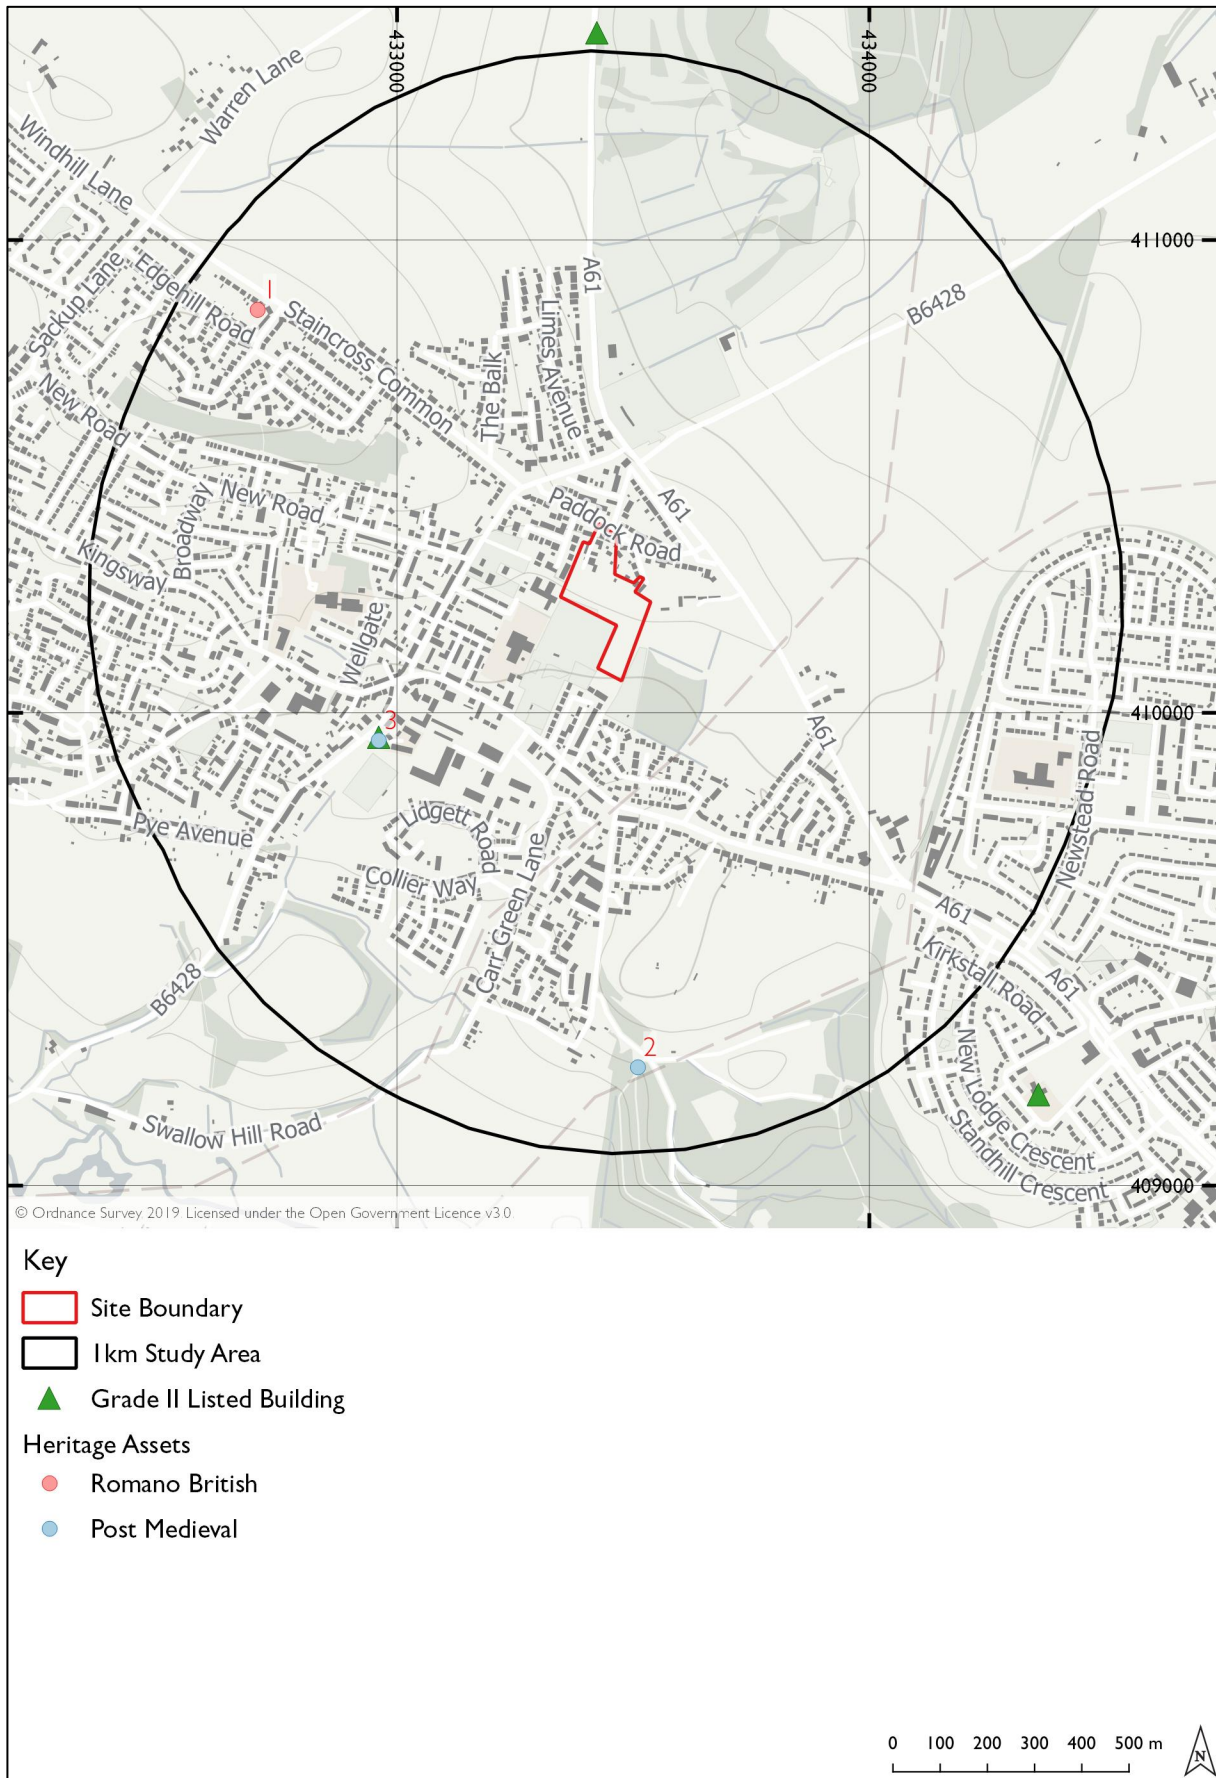 433000
434000
Warren Lane
Windhill Lane
411000
A61
Sackup Lane
Edgehill Road
1
Staincross Common
B6428
Limes Avenue
The Balk
New Road
New Road
Broadway
Paddock Road
A61
Kingsway
Wellgate
3
410000
A61
Newstead Road
Pye Avenue
Lidgett Road
Collier Way
Carr Green Lane
A61
Kirkstall Road
A61
B6428
2
New Lodge Crescent
Standhill Crescent
Swallow Hill Road
409000
© Ordnance Survey 2019 Licensed under the Open Government Licence v3.0.
Key
Site Boundary
1km Study Area
Grade II Listed Building
Heritage Assets
Romano British
Post Medieval
0 100 200 300 400 500 m
N